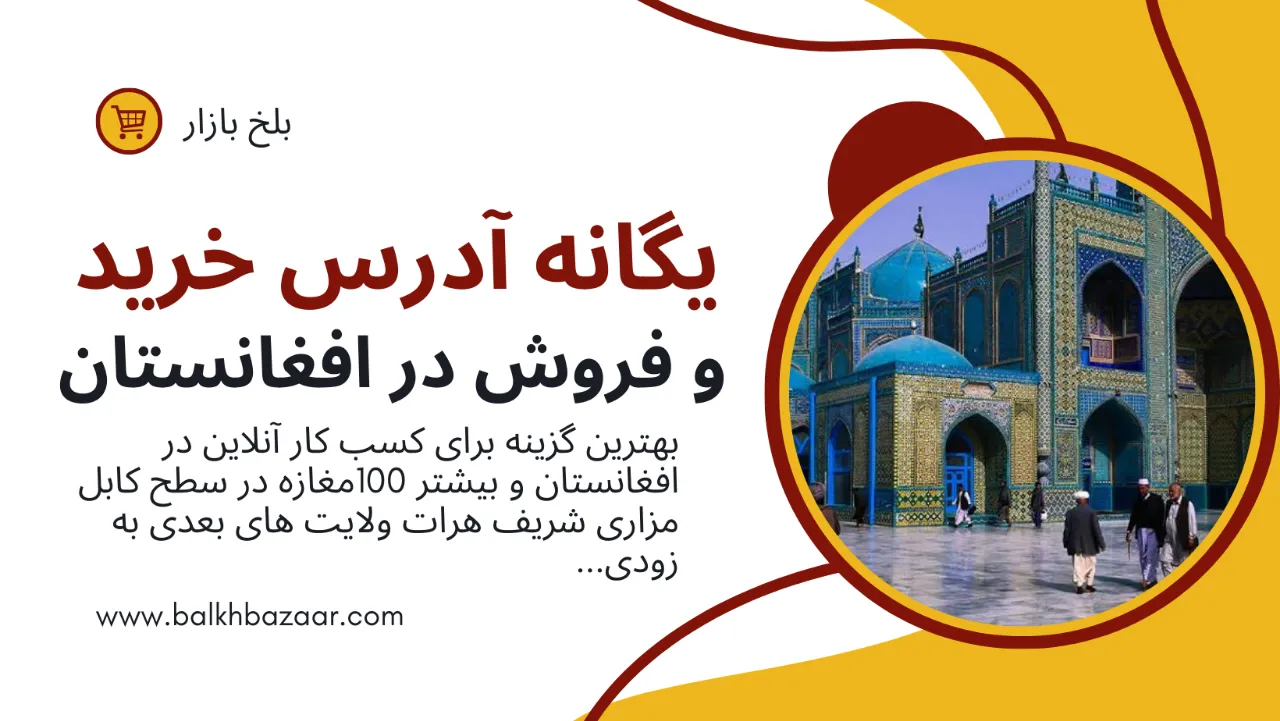 بلخ بازار
یگانه آدرس خرید
و فروش در افغانستان
بهترین گزینه برای کسب کار آنلاین در
افغانستان و بیشتر 100مغازه در سطح کابل
مزاری شریف هرات ولایت های بعدی به
زودی...
www.balkhbazaar.com